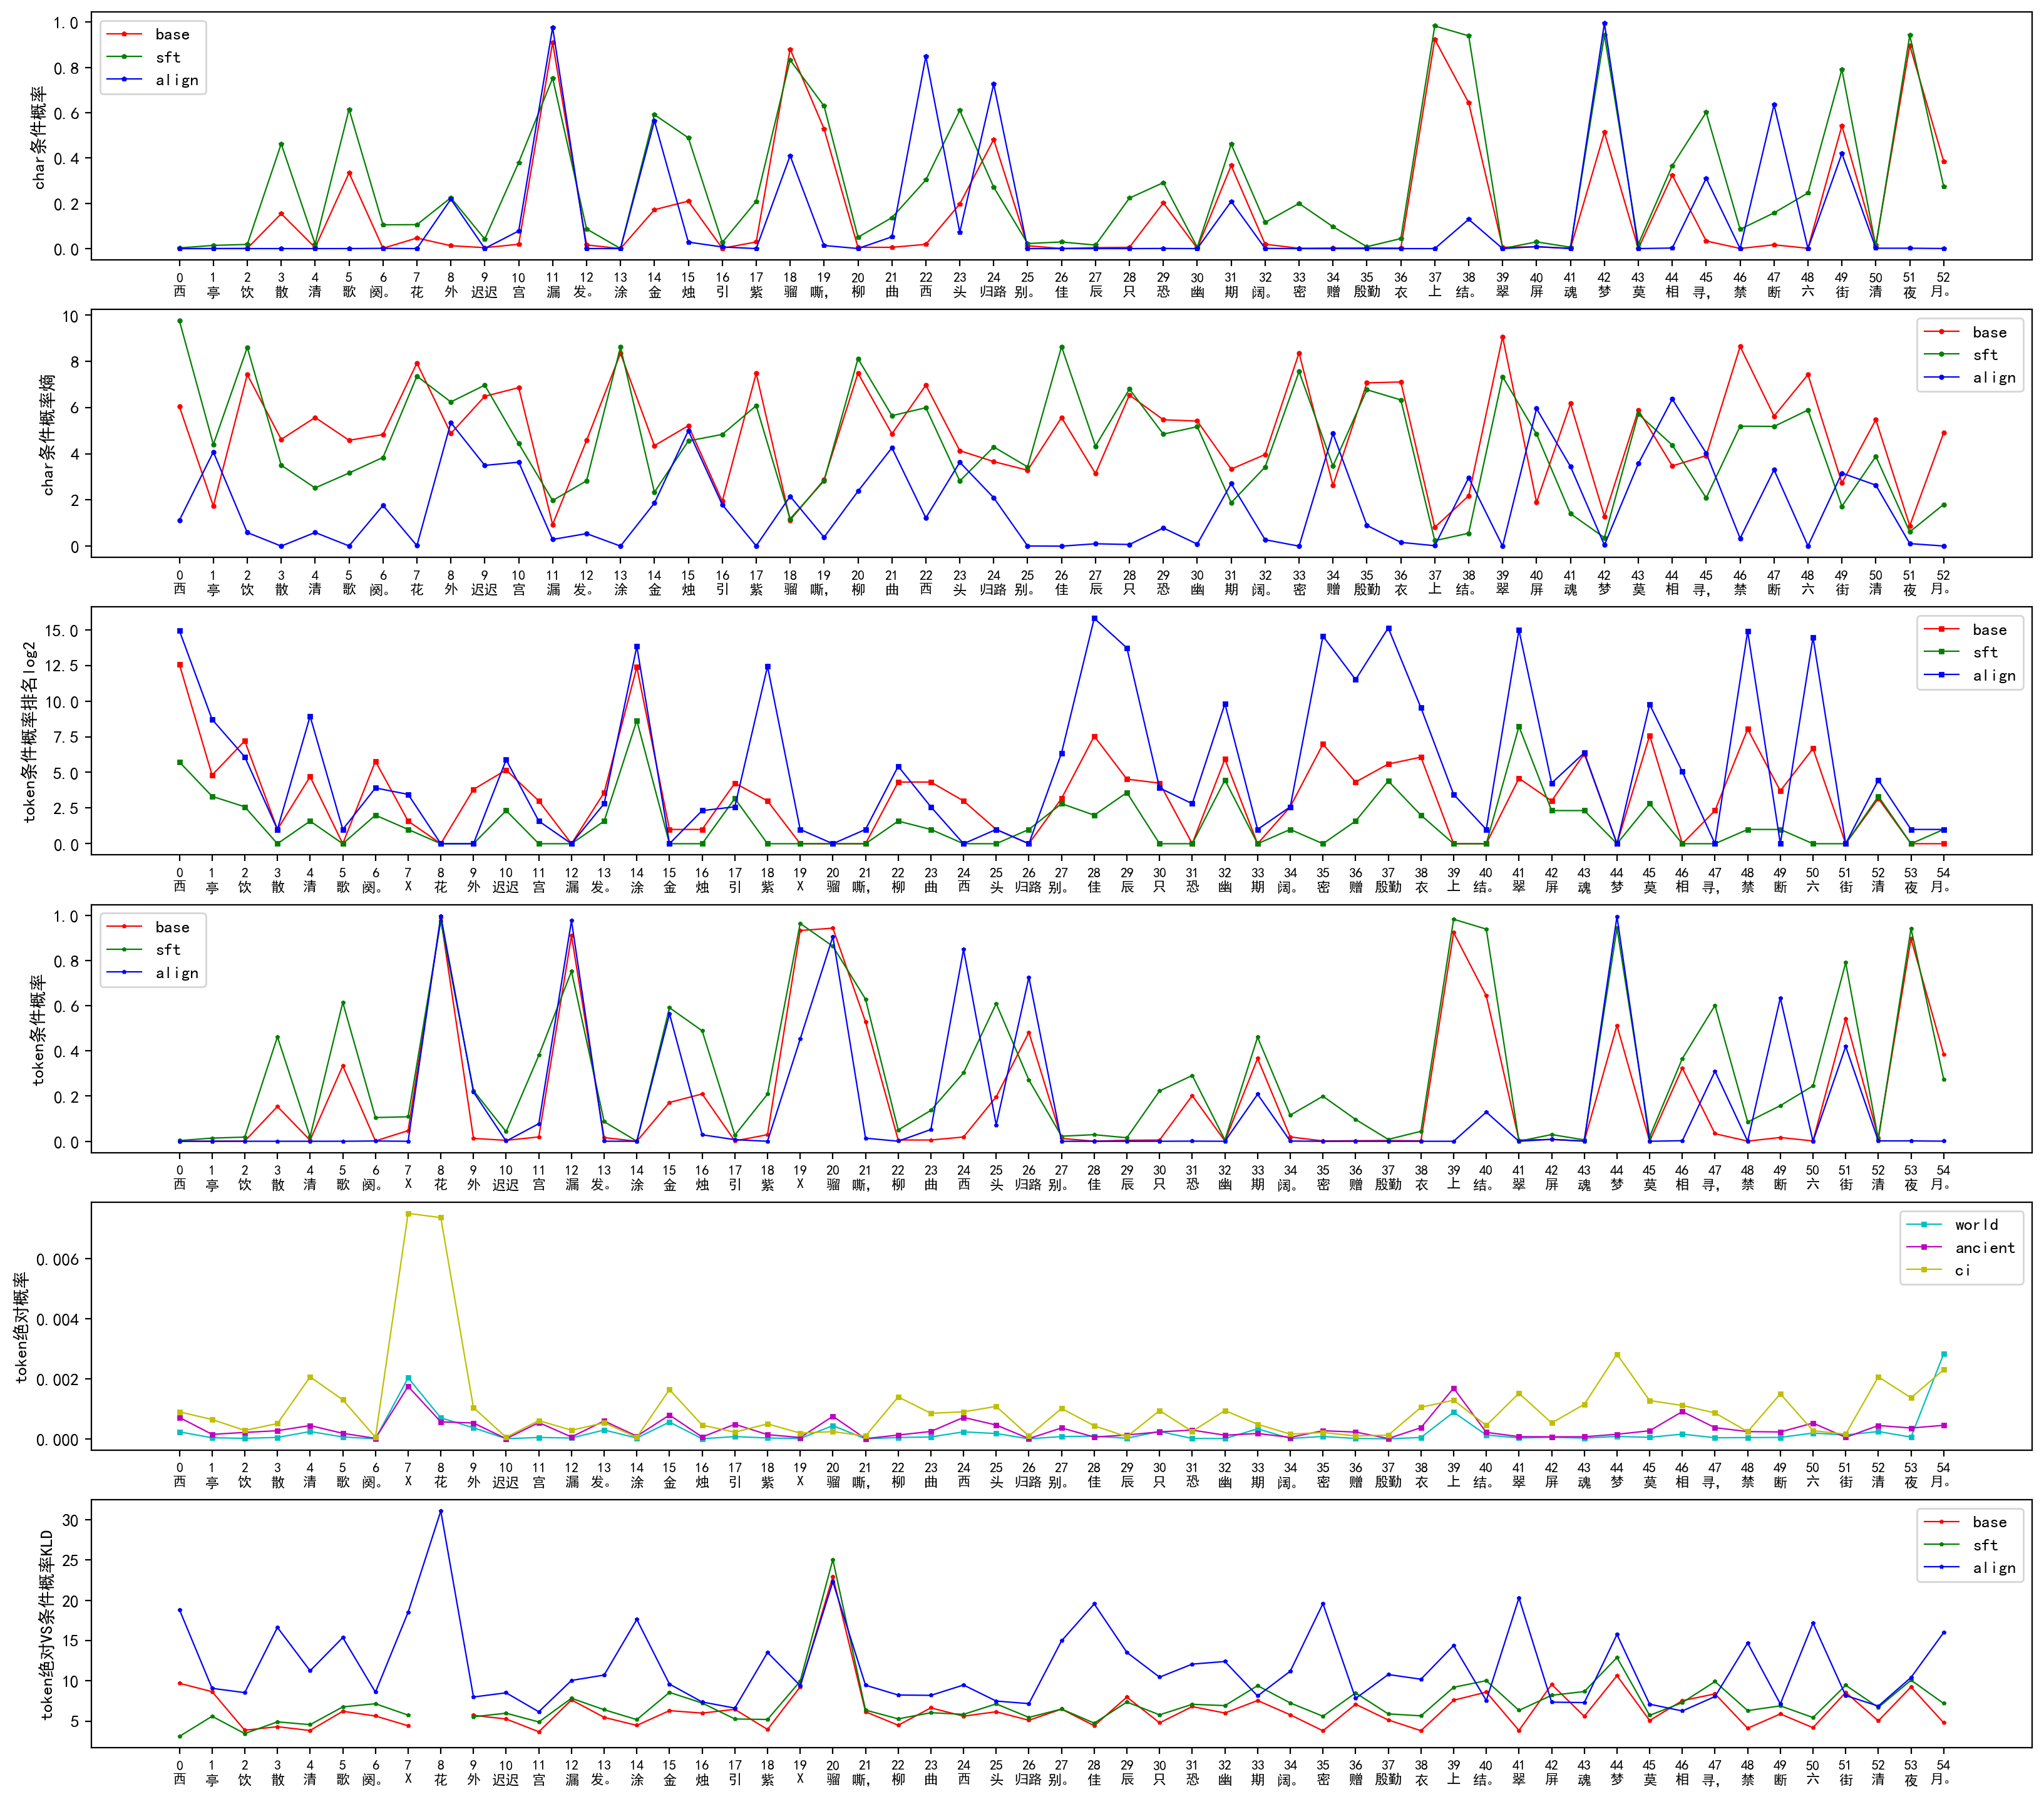 char条件概率
1.0
0.8
0.6
0.4
0.2
0.0
base
sft
align
0 1 2 3 4 5 6 7 8 9 10 11 12 13 14 15 16 17 18 19 20 21 22 23 24 25 26 27 28 29 30 31 32 33 34 35 36 37 38 39 40 41 42 43 44 45 46 47 48 49 50 51 52
西 亭 饮 散 清 歌 阕。 花 外 迟迟 宫 漏 发。 涂 金 烛 引 紫 骝 嘶, 柳 曲 西 头 归路 别。 佳 辰 只 恐 幽 期 阔。 密 赠 殷勤 衣 上 结。 翠 屏 魂 梦 莫 相 寻, 禁 断 六 街 清 夜 月。
char条件概率熵
10
8
6
4
2
0
base
sft
align
0 1 2 3 4 5 6 7 8 9 10 11 12 13 14 15 16 17 18 19 20 21 22 23 24 25 26 27 28 29 30 31 32 33 34 35 36 37 38 39 40 41 42 43 44 45 46 47 48 49 50 51 52
西 亭 饮 散 清 歌 阕。 花 外 迟迟 宫 漏 发。 涂 金 烛 引 紫 骝 嘶, 柳 曲 西 头 归路 别。 佳 辰 只 恐 幽 期 阔。 密 赠 殷勤 衣 上 结。 翠 屏 魂 梦 莫 相 寻, 禁 断 六 街 清 夜 月。
token条件概率排名log2
15.0
12.5
10.0
7.5
5.0
2.5
0.0
base
sft
align
0 1 2 3 4 5 6 7 8 9 10 11 12 13 14 15 16 17 18 19 20 21 22 23 24 25 26 27 28 29 30 31 32 33 34 35 36 37 38 39 40 41 42 43 44 45 46 47 48 49 50 51 52 53 54
西 亭 饮 散 清 歌 阕。 X 花 外 迟迟 宫 漏 发。 涂 金 烛 引 紫 X 骝 嘶, 柳 曲 西 头 归路 别。 佳 辰 只 恐 幽 期 阔。 密 赠 殷勤 衣 上 结。 翠 屏 魂 梦 莫 相 寻, 禁 断 六 街 清 夜 月。
token条件概率
1.0
0.8
0.6
0.4
0.2
0.0
base
sft
align
0 1 2 3 4 5 6 7 8 9 10 11 12 13 14 15 16 17 18 19 20 21 22 23 24 25 26 27 28 29 30 31 32 33 34 35 36 37 38 39 40 41 42 43 44 45 46 47 48 49 50 51 52 53 54
西 亭 饮 散 清 歌 阕。 X 花 外 迟迟 宫 漏 发。 涂 金 烛 引 紫 X 骝 嘶, 柳 曲 西 头 归路 别。 佳 辰 只 恐 幽 期 阔。 密 赠 殷勤 衣 上 结。 翠 屏 魂 梦 莫 相 寻, 禁 断 六 街 清 夜 月。
token绝对概率
0.006
0.004
0.002
0.000
world
ancient
ci
0 1 2 3 4 5 6 7 8 9 10 11 12 13 14 15 16 17 18 19 20 21 22 23 24 25 26 27 28 29 30 31 32 33 34 35 36 37 38 39 40 41 42 43 44 45 46 47 48 49 50 51 52 53 54
西 亭 饮 散 清 歌 阕。 X 花 外 迟迟 宫 漏 发。 涂 金 烛 引 紫 X 骝 嘶, 柳 曲 西 头 归路 别。 佳 辰 只 恐 幽 期 阔。 密 赠 殷勤 衣 上 结。 翠 屏 魂 梦 莫 相 寻, 禁 断 六 街 清 夜 月。
token绝对VS条件概率KLD
30
25
20
15
10
5
base
sft
align
0 1 2 3 4 5 6 7 8 9 10 11 12 13 14 15 16 17 18 19 20 21 22 23 24 25 26 27 28 29 30 31 32 33 34 35 36 37 38 39 40 41 42 43 44 45 46 47 48 49 50 51 52 53 54
西 亭 饮 散 清 歌 阕。 X 花 外 迟迟 宫 漏 发。 涂 金 烛 引 紫 X 骝 嘶, 柳 曲 西 头 归路 别。 佳 辰 只 恐 幽 期 阔。 密 赠 殷勤 衣 上 结。 翠 屏 魂 梦 莫 相 寻, 禁 断 六 街 清 夜 月。